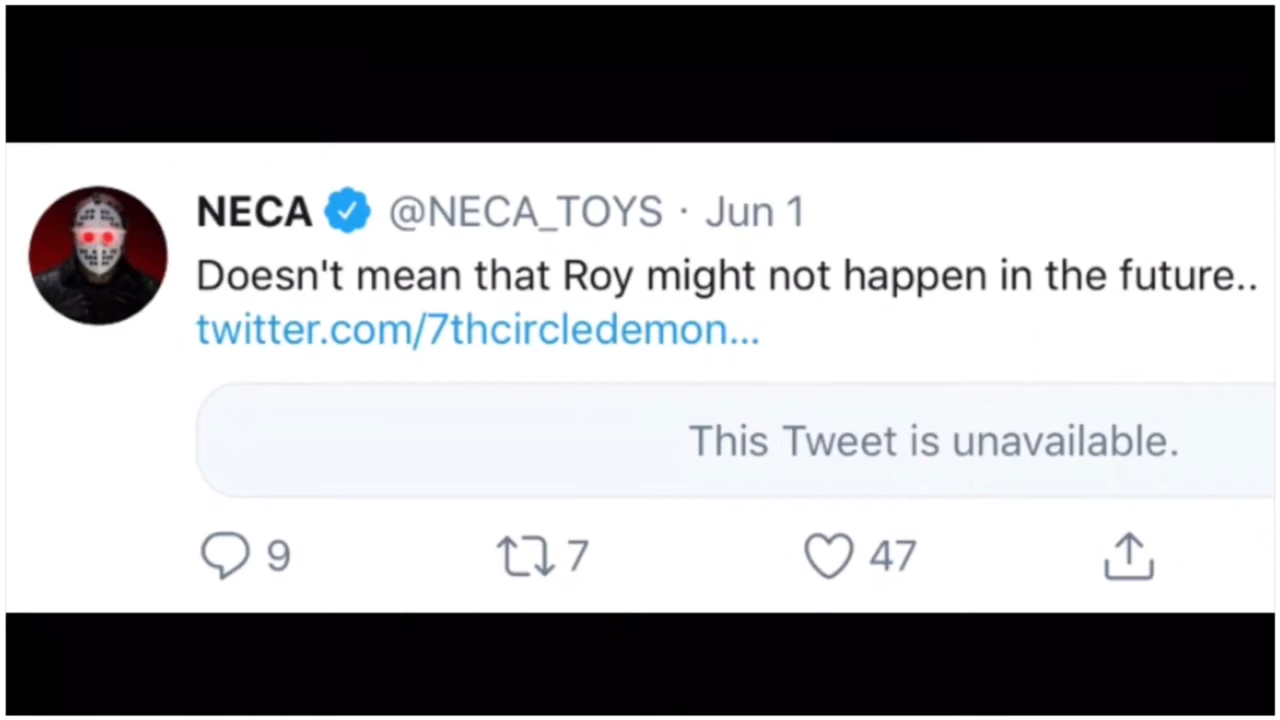 NECA @NECA_TOYS · Jun 1
Doesn't mean that Roy might not happen in the future..
twitter.com/7thcircledemon...
This Tweet is unavailable.
9 7 47